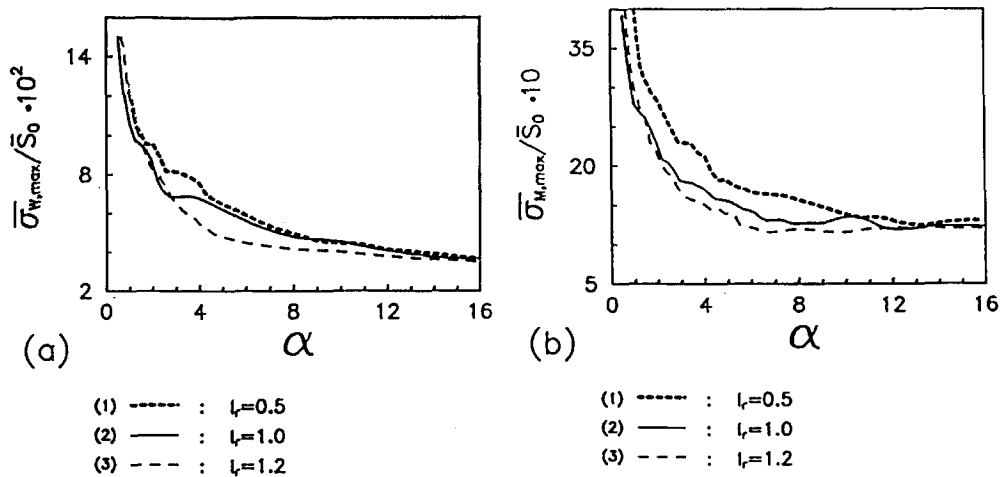 σ̅_W,max/S̅₀ ·10²
14
8
2
0
4
8
12
16
α
(a)
σ̅_M,max/S̅₀ ·10
35
20
5
0
4
8
12
16
α
(b)
(1) : lᵣ=0.5
(2) : lᵣ=1.0
(3) : lᵣ=1.2
(1) : lᵣ=0.5
(2) : lᵣ=1.0
(3) : lᵣ=1.2